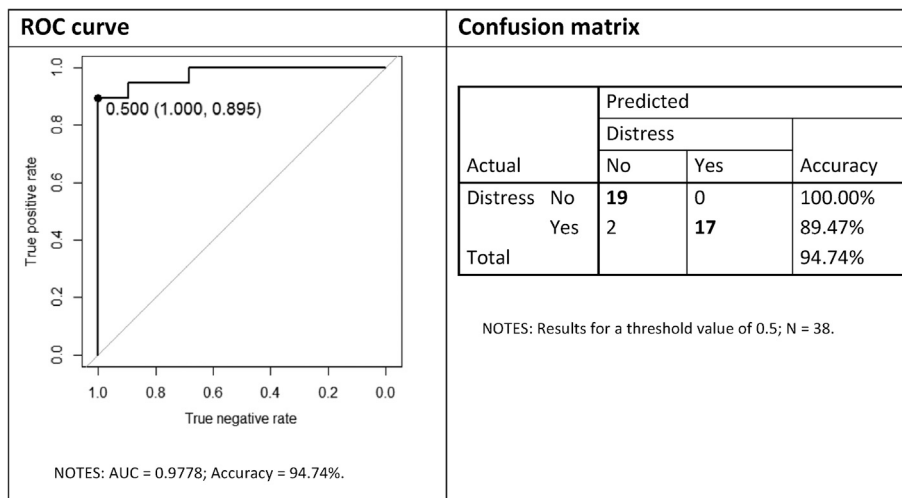 ROC curve
1.0
0.8
0.6
0.4
0.2
0.0
True positive rate
0.500 (1.000, 0.895)
1.0 0.8 0.6 0.4 0.2 0.0
True negative rate
NOTES: AUC = 0.9778; Accuracy = 94.74%.
Confusion matrix
Predicted
Distress
Actual No Yes Accuracy
Distress No 19 0 100.00%
Yes 2 17 89.47%
Total 94.74%
NOTES: Results for a threshold value of 0.5; N = 38.